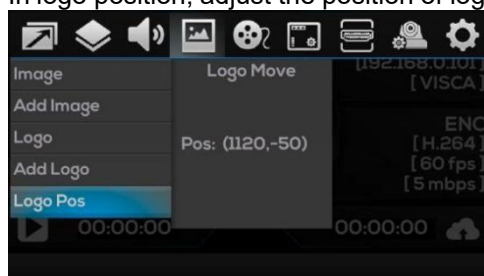 In logo position, adjust the position of log
Image
Add Image
Logo
Add Logo
Logo Pos
Logo Move
Pos: (1120,-50)
[192.168.0.101]
[VISCA]
ENC
[H.264]
[60 fps]
[5 mbps]
00:00:00
00:00:00